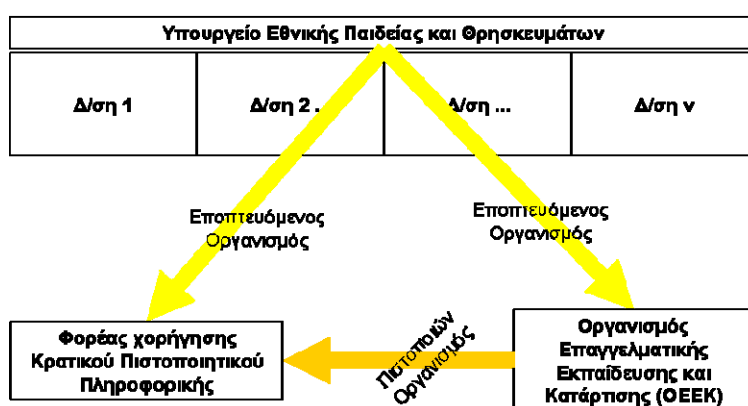 Υπουργείο Εθνικής Παιδείας και Θρησκευμάτων
Δ/ση 1
Δ/ση 2 .
Δ/ση ...
Δ/ση ν
Εποπτευόμενος
Οργανισμός
Εποπτευόμενος
Οργανισμός
Φορέας χορήγησης
Κρατικού Πιστοποιητικού
Πληροφορικής
Πιστοποιών
Οργανισμός
Οργανισμός
Επαγγελματικής
Εκπαίδευσης και
Κατάρτισης (ΟΕΕΚ)